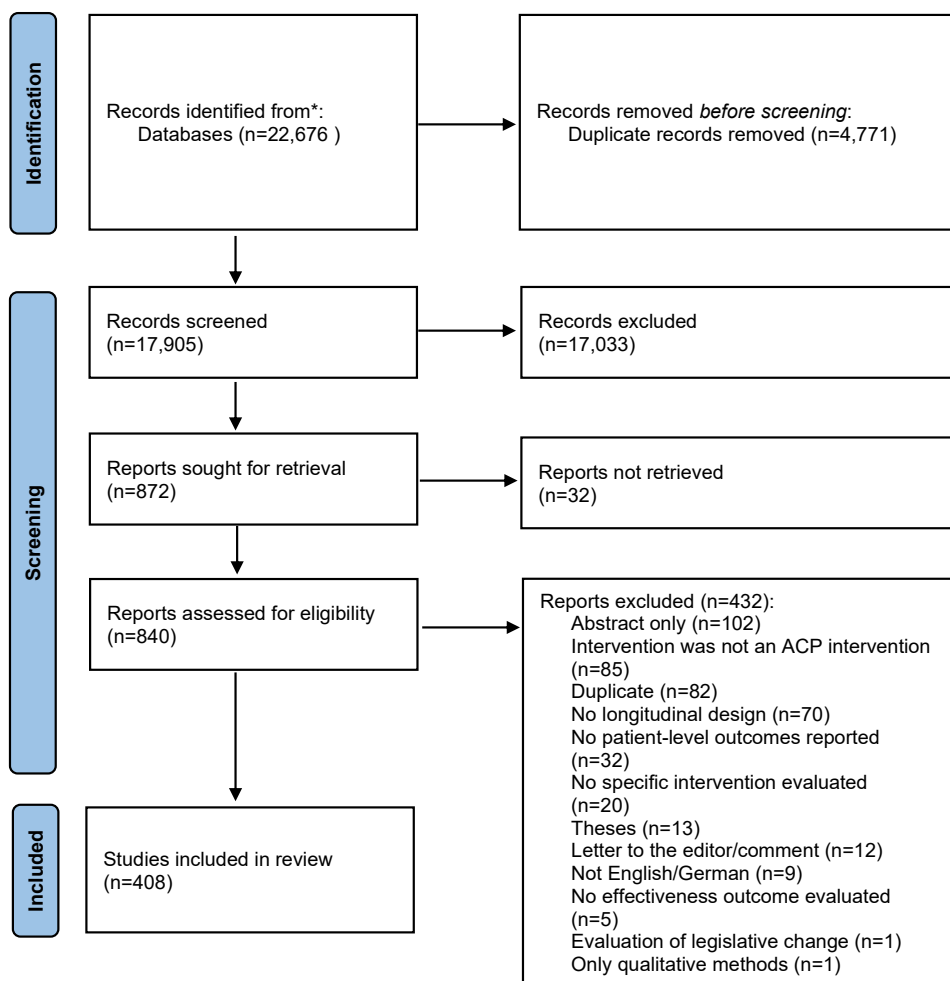 Identification
Records identified from*:
Databases (n=22,676 )
Records removed before screening:
Duplicate records removed (n=4,771)
Screening
Records screened
(n=17,905)
Records excluded
(n=17,033)
Reports sought for retrieval
(n=872)
Reports not retrieved
(n=32)
Reports assessed for eligibility
(n=840)
Reports excluded (n=432):
Abstract only (n=102)
Intervention was not an ACP intervention
(n=85)
Duplicate (n=82)
No longitudinal design (n=70)
No patient-level outcomes reported
(n=32)
No specific intervention evaluated
(n=20)
Theses (n=13)
Letter to the editor/comment (n=12)
Not English/German (n=9)
No effectiveness outcome evaluated
(n=5)
Evaluation of legislative change (n=1)
Only qualitative methods (n=1)
Included
Studies included in review
(n=408)